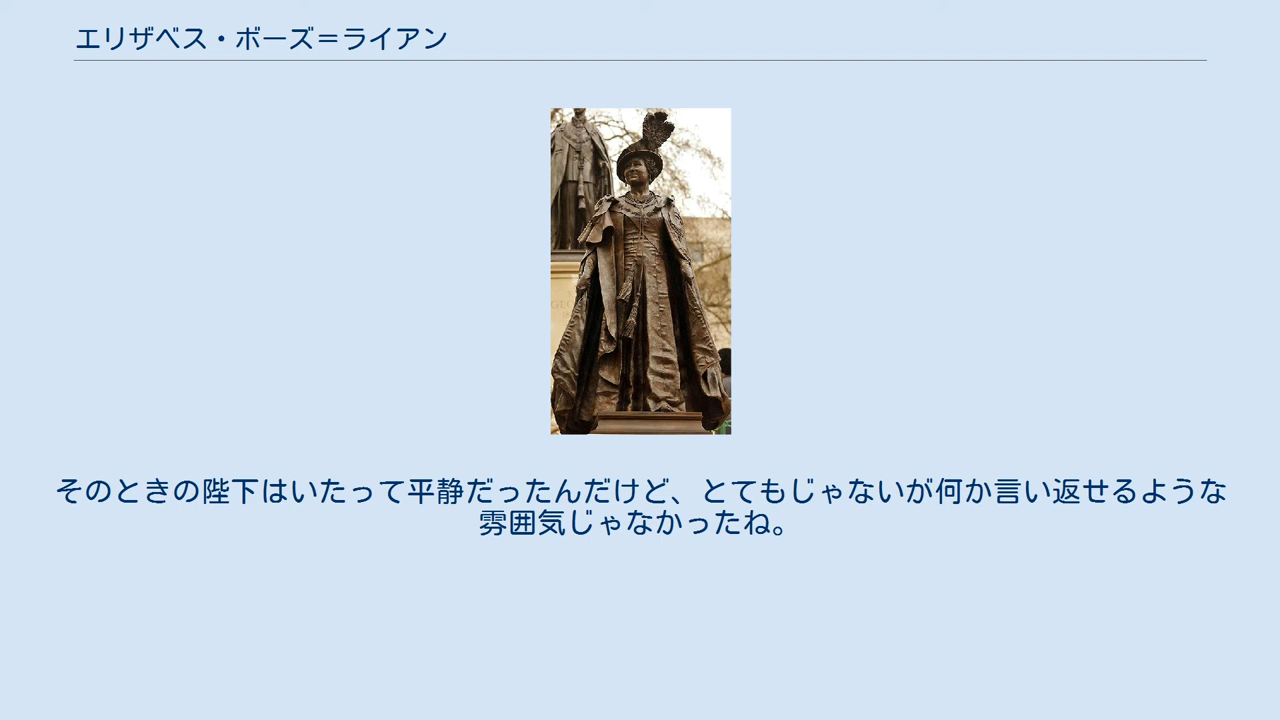 エリザベス・ボーズ＝ライアン
そのときの陛下はいたって平静だったんだけど、とてもじゃないが何か言い返せるような
雰囲気じゃなかったね。